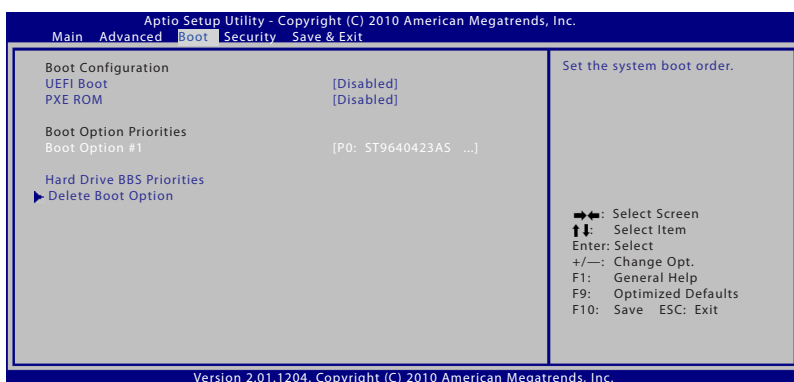 Aptio Setup Utility - Copyright (C) 2010 American Megatrends, Inc.
Main Advanced Boot Security Save & Exit
Boot Configuration
UEFI Boot [Disabled]
PXE ROM [Disabled]
Boot Option Priorities
Boot Option #1 [P0: ST9640423AS ...]
Hard Drive BBS Priorities
Delete Boot Option
Set the system boot order.
→←: Select Screen
↑↓: Select Item
Enter: Select
+/—: Change Opt.
F1: General Help
F9: Optimized Defaults
F10: Save ESC: Exit
Version 2.01.1204. Copyright (C) 2010 American Megatrends, Inc.